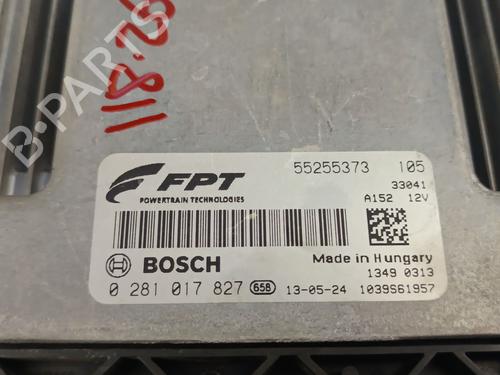 B-PARTS
FPT
POWERTRAIN TECHNOLOGIES
55255373 105
33041
A152 12V
BOSCH
Made in Hungary
1349 0313
0 281 017 827 658 13-05-24 1039S61957